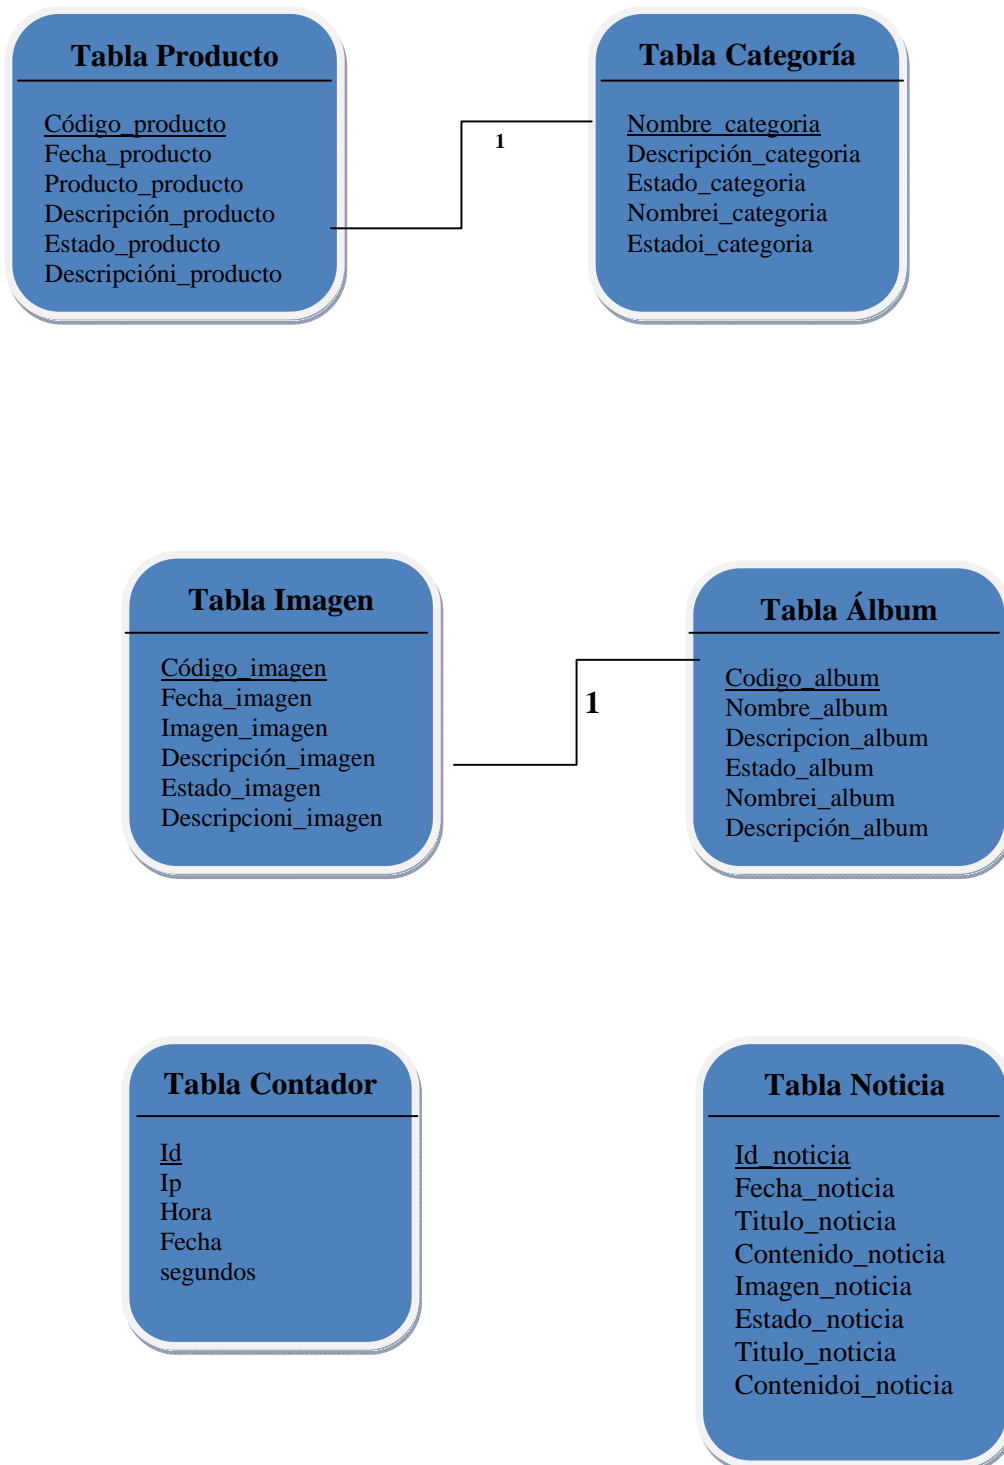 Tabla Producto
Código_producto
Fecha_producto
Producto_producto
Descripción_producto
Estado_producto
Descripcióni_producto
1
Tabla Categoría
Nombre_categoria
Descripción_categoria
Estado_categoria
Nombrei_categoria
Estadoi_categoria
Tabla Imagen
Código_imagen
Fecha_imagen
Imagen_imagen
Descripción_imagen
Estado_imagen
Descripcioni_imagen
1
Tabla Álbum
Codigo_album
Nombre_album
Descripcion_album
Estado_album
Nombrei_album
Descripción_album
Tabla Contador
Id
Ip
Hora
Fecha
segundos
Tabla Noticia
Id_noticia
Fecha_noticia
Titulo_noticia
Contenido_noticia
Imagen_noticia
Estado_noticia
Titulo_noticia
Contenidoi_noticia